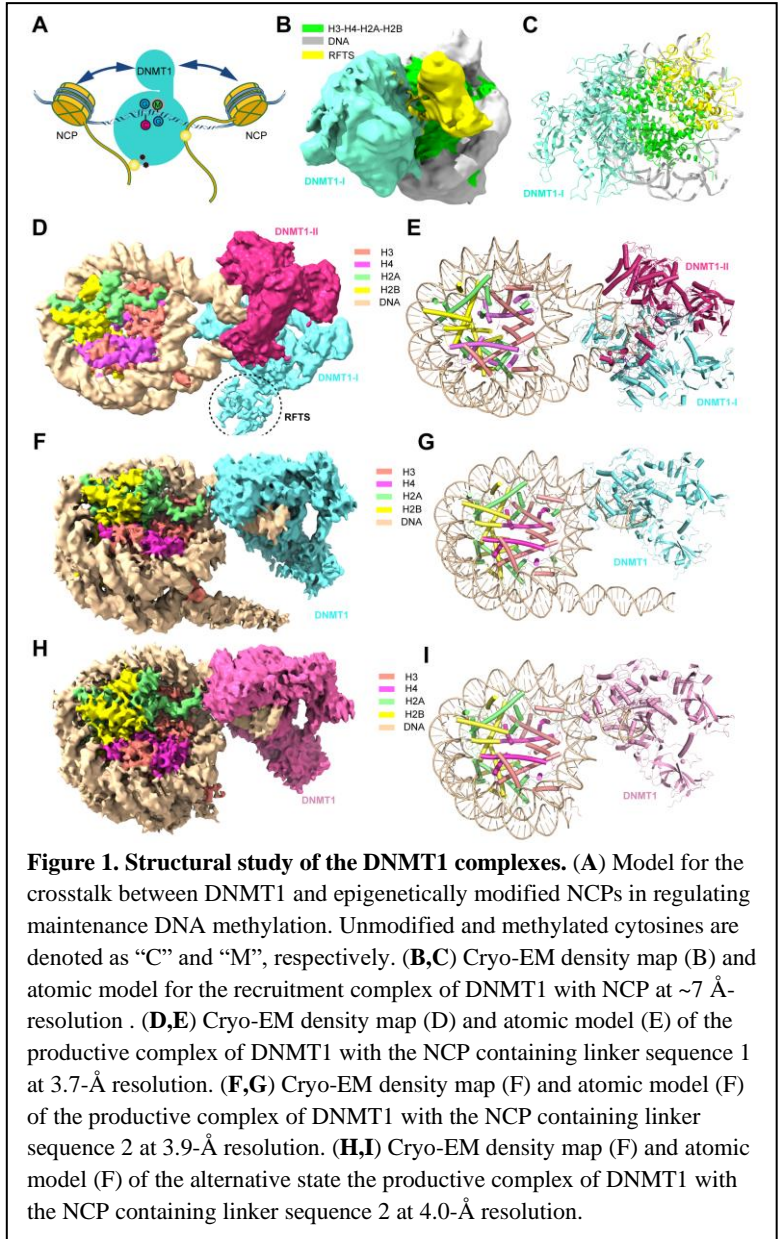 A
DNMT1
NCP
NCP
B
H3-H4-H2A-H2B
DNA
RFTS
DNMT1-I
C
DNMT1-I
D
DNMT1-II
H3
H4
H2A
H2B
DNA
DNMT1-I
RFTS
E
DNMT1-II
DNMT1-I
F
H3
H4
H2A
H2B
DNA
DNMT1
G
DNMT1
H
H3
H4
H2A
H2B
DNA
DNMT1
I
DNMT1
Figure 1. Structural study of the DNMT1 complexes. (A) Model for the
crosstalk between DNMT1 and epigenetically modified NCPs in regulating
maintenance DNA methylation. Unmodified and methylated cytosines are
denoted as “C” and “M”, respectively. (B,C) Cryo-EM density map (B) and
atomic model for the recruitment complex of DNMT1 with NCP at ~7 Å-
resolution . (D,E) Cryo-EM density map (D) and atomic model (E) of the
productive complex of DNMT1 with the NCP containing linker sequence 1
at 3.7-Å resolution. (F,G) Cryo-EM density map (F) and atomic model (F)
of the productive complex of DNMT1 with the NCP containing linker
sequence 2 at 3.9-Å resolution. (H,I) Cryo-EM density map (F) and atomic
model (F) of the alternative state the productive complex of DNMT1 with
the NCP containing linker sequence 2 at 4.0-Å resolution.